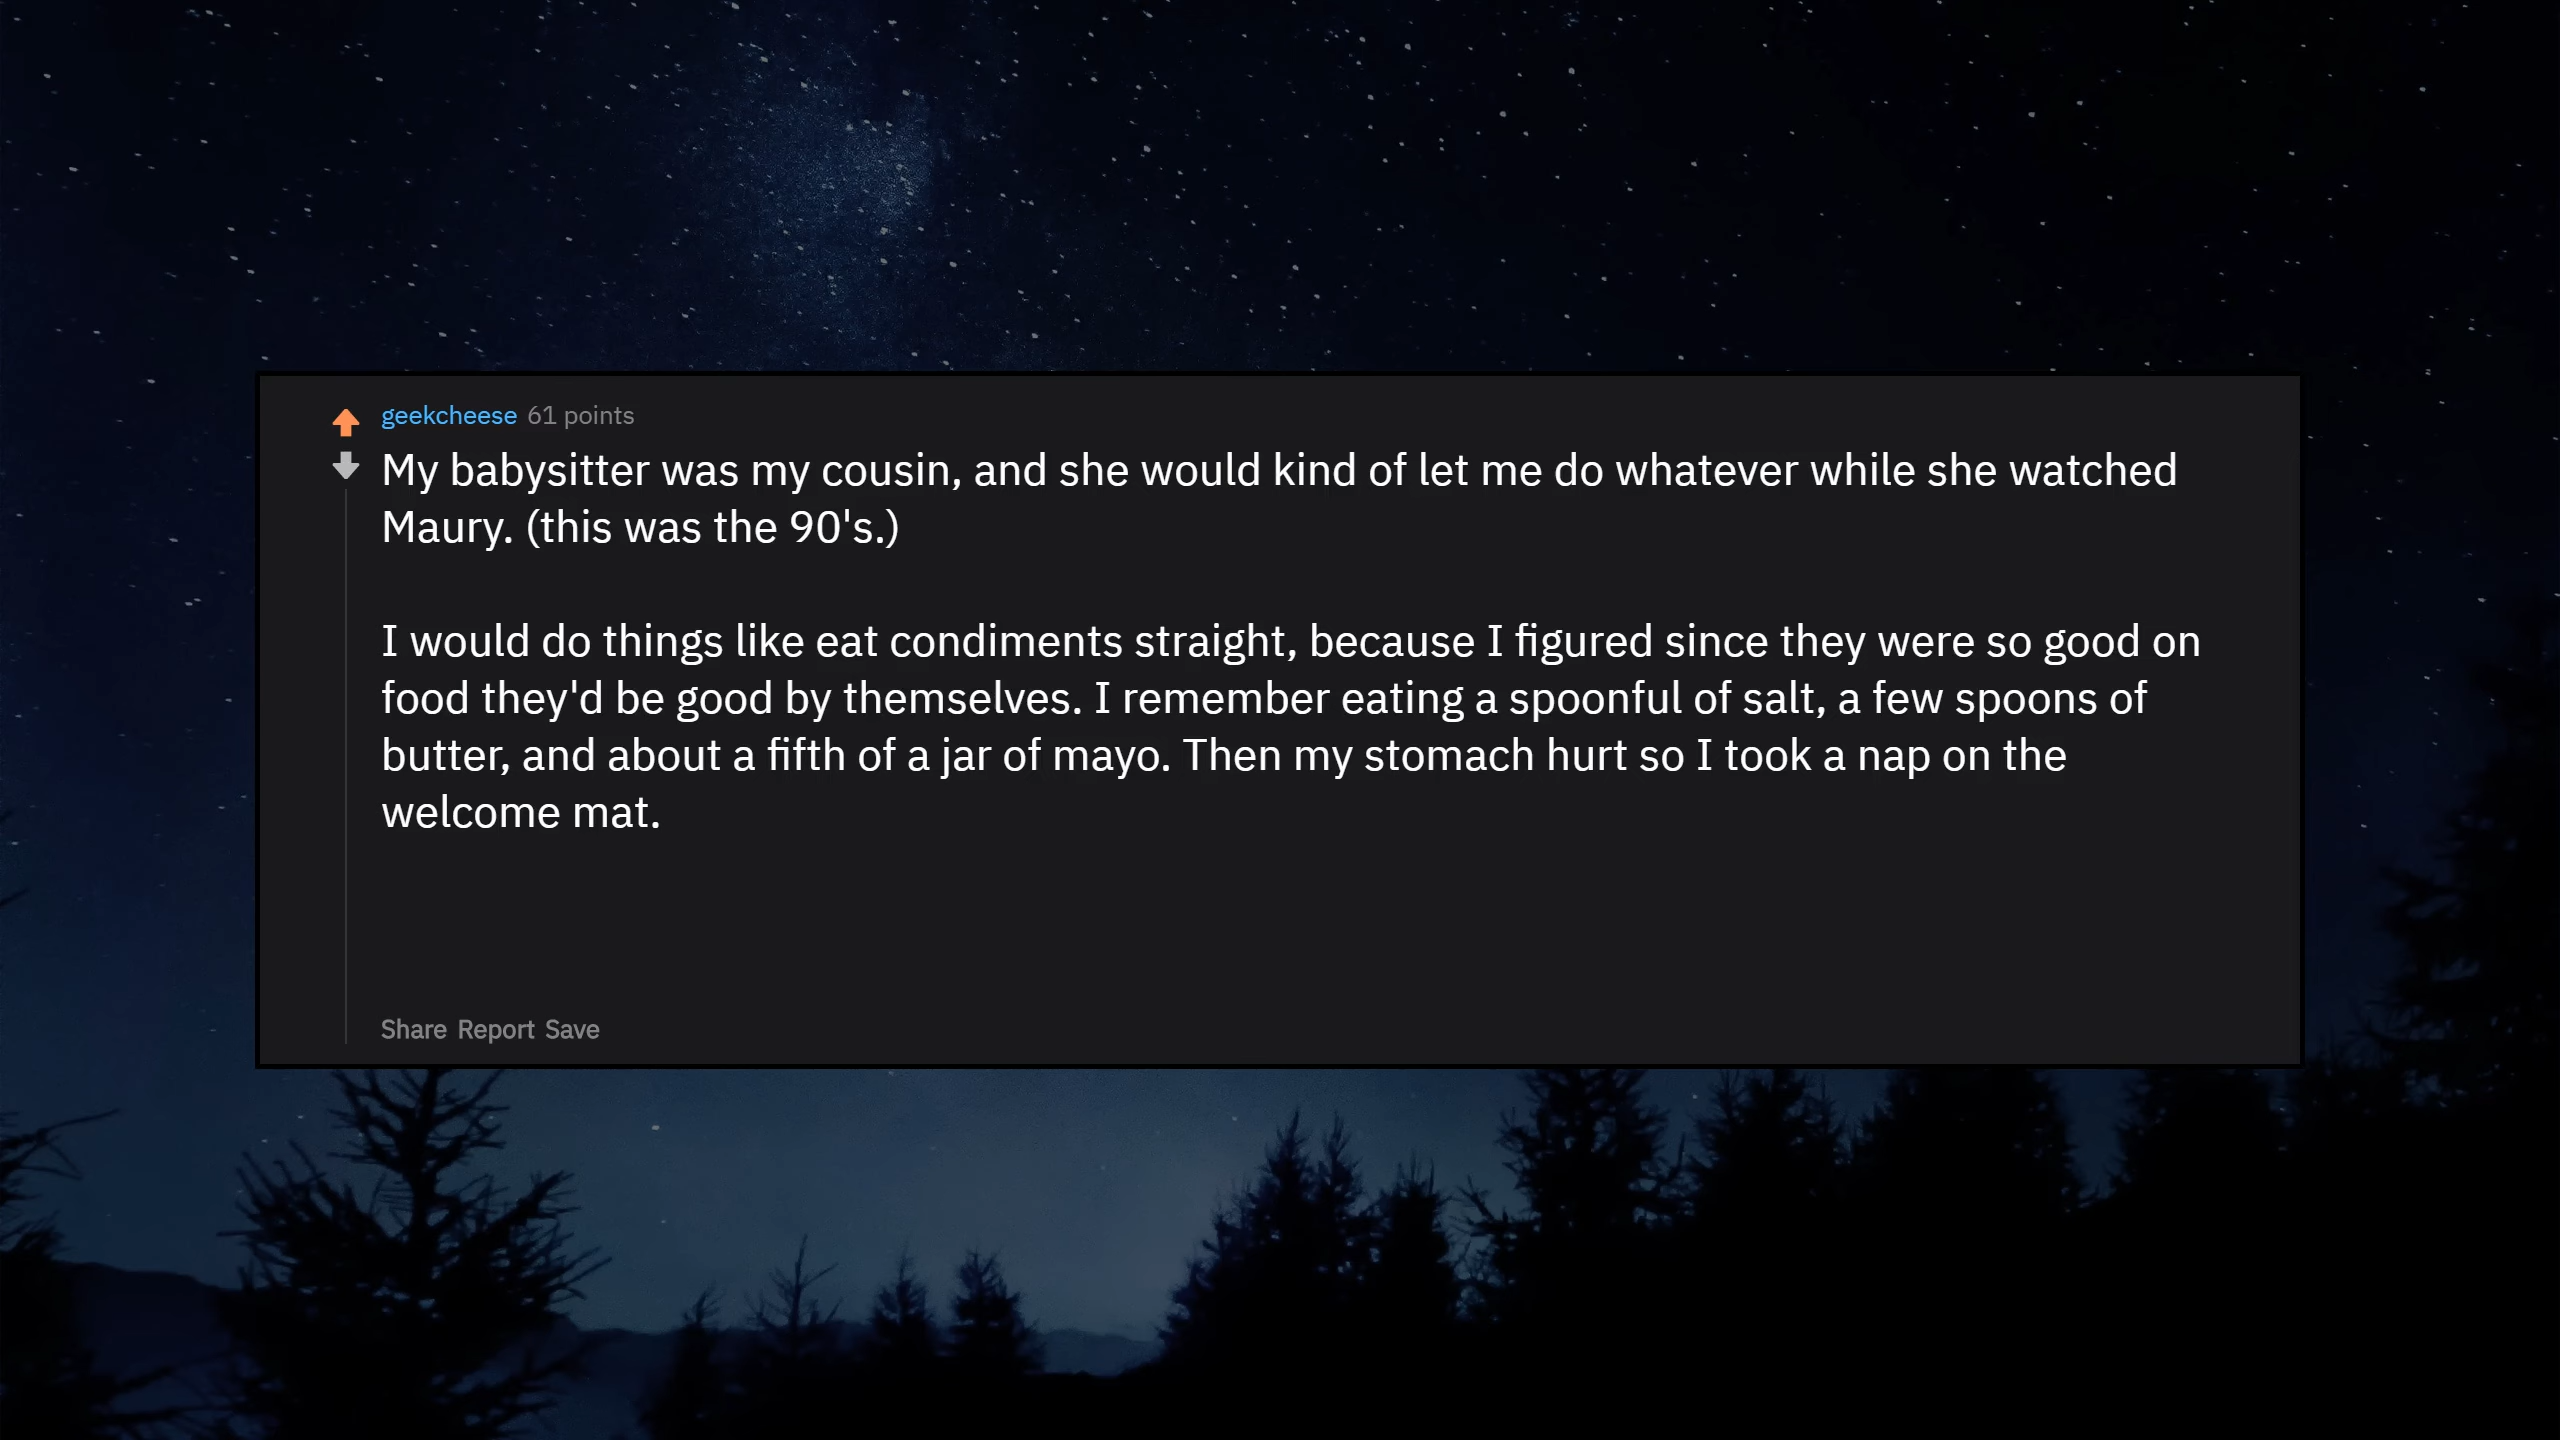 geekcheese 61 points
My babysitter was my cousin, and she would kind of let me do whatever while she watched
Maury. (this was the 90's.)
I would do things like eat condiments straight, because I figured since they were so good on
food they'd be good by themselves. I remember eating a spoonful of salt, a few spoons of
butter, and about a fifth of a jar of mayo. Then my stomach hurt so I took a nap on the
welcome mat.
Share Report Save